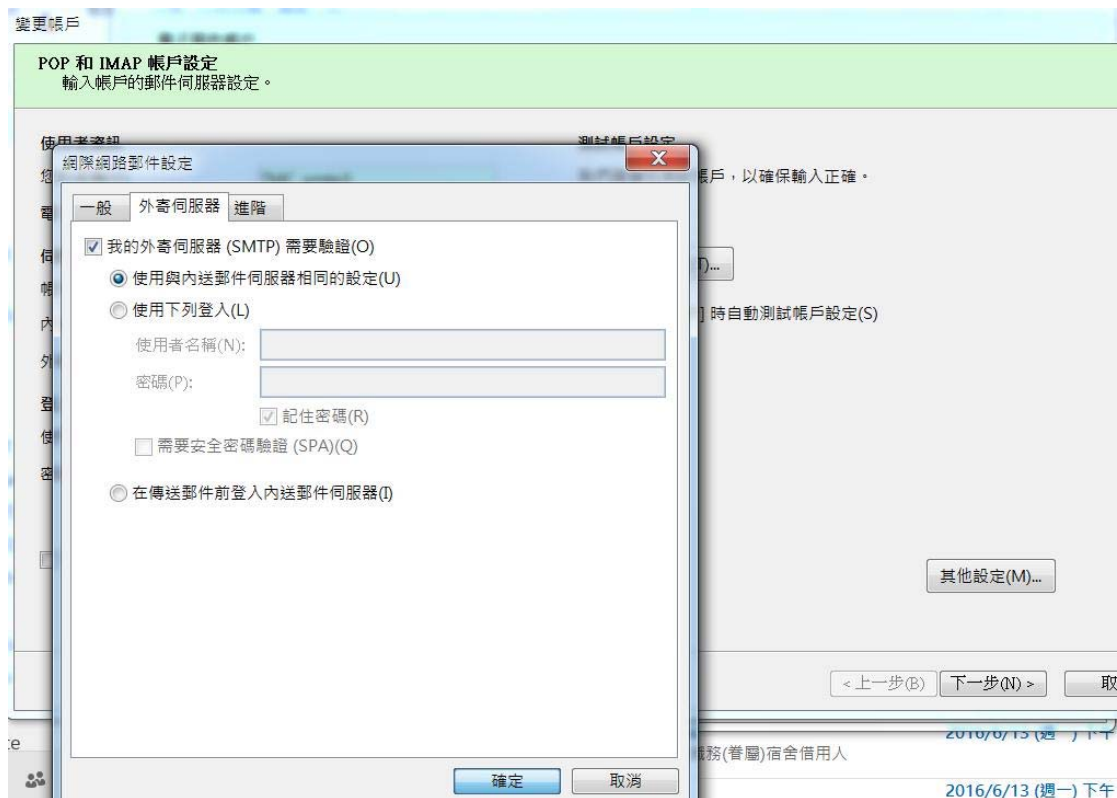 變更帳戶
POP 和 IMAP 帳戶設定
輸入帳戶的郵件伺服器設定。
使用者資訊
測試帳戶設定
網際網路郵件設定
帳戶，以確保輸入正確。
一般
外寄伺服器
進階
我的外寄伺服器 (SMTP) 需要驗證(O)
使用與內送郵件伺服器相同的設定(U)
T)...
使用下列登入(L)
] 時自動測試帳戶設定(S)
使用者名稱(N):
密碼(P):
記住密碼(R)
需要安全密碼驗證 (SPA)(Q)
在傳送郵件前登入內送郵件伺服器(I)
其他設定(M)...
< 上一步(B)
下一步(N) >
取
2016/6/13 (週一) 下午
職務(眷屬)宿舍借用人
確定
取消
2016/6/13 (週一) 下午